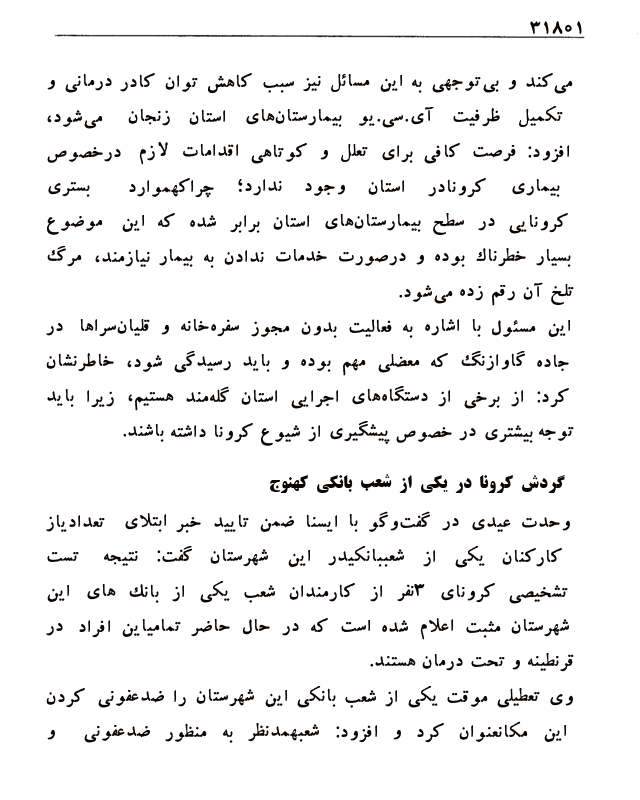 ۳۱۸۰۱
می‌کند و بی‌توجهی به این مسائل نیز سبب کاهش توان کادر درمانی و
تکمیل ظرفیت آی.سی.یو بیمارستان‌های استان زنجان می‌شود،
افزود: فرصت کافی برای تعلل و کوتاهی اقدامات لازم درخصوص
بیماری کرونادر استان وجود ندارد؛ چراکهموارد بستری
کرونایی در سطح بیمارستان‌های استان برابر شده که این موضوع
بسیار خطرناك بوده و درصورت خدمات ندادن به بیمار نیازمند، مرگ
تلخ آن رقم زده می‌شود.
این مسئول با اشاره به فعالیت بدون مجوز سفره‌خانه و قلیان‌سراها در
جاده گاوازنگ که معضلی مهم بوده و باید رسیدگی شود، خاطرنشان
کرد: از برخی از دستگاه‌های اجرایی استان گله‌مند هستیم، زیرا باید
توجه بیشتری در خصوص پیشگیری از شیوع کرونا داشته باشند.
گردش کرونا در یکی از شعب بانکی کهنوج
وحدت عیدی در گفت‌وگو با ایسنا ضمن تایید خبر ابتلای تعدادیاز
کارکنان یکی از شعببانکیدر این شهرستان گفت: نتیجه تست
تشخیصی کرونای ۳نفر از کارمندان شعب یکی از بانك های این
شهرستان مثبت اعلام شده است که در حال حاضر تمامیاین افراد در
قرنطینه و تحت درمان هستند.
وی تعطیلی موقت یکی از شعب بانکی این شهرستان را ضدعفونی کردن
این مکانعنوان کرد و افزود: شعبهمدنظر به منظور ضدعفونی و